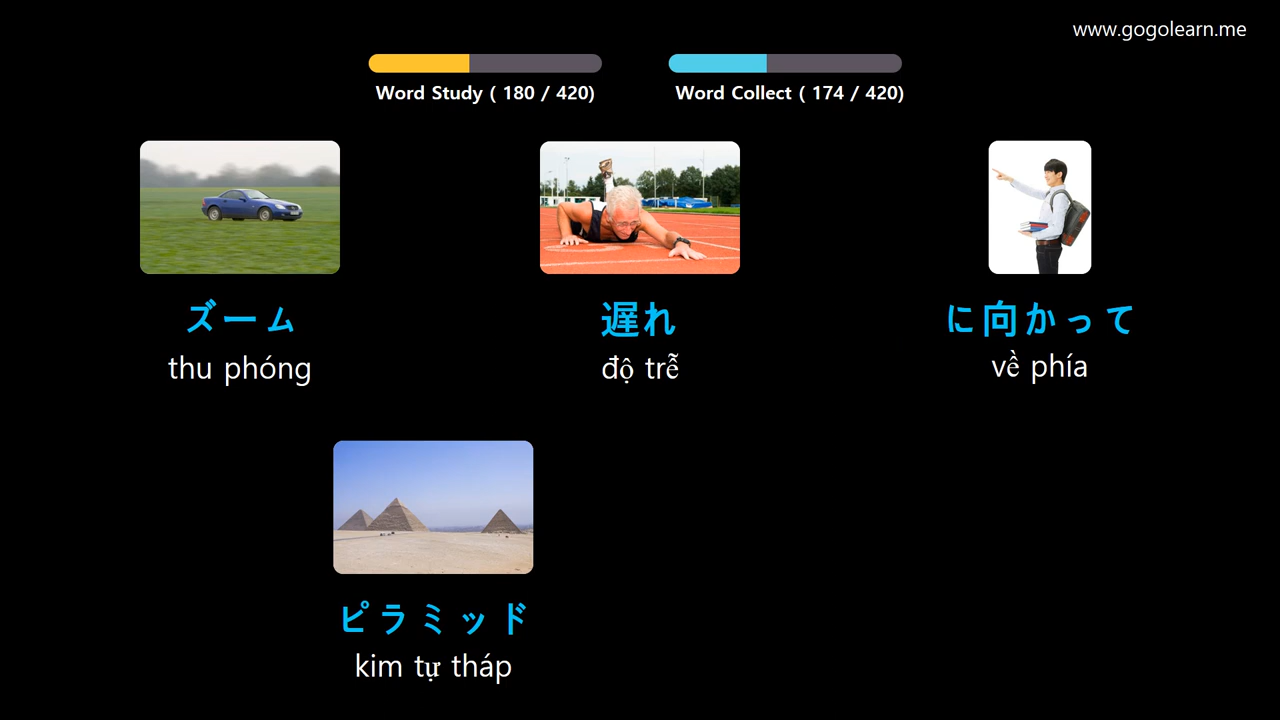 www.gogolearn.me
Word Study ( 180 / 420)
Word Collect ( 174 / 420)
ズーム
thu phóng
遅れ
độ trễ
に向かって
về phía
ピラミッド
kim tự tháp